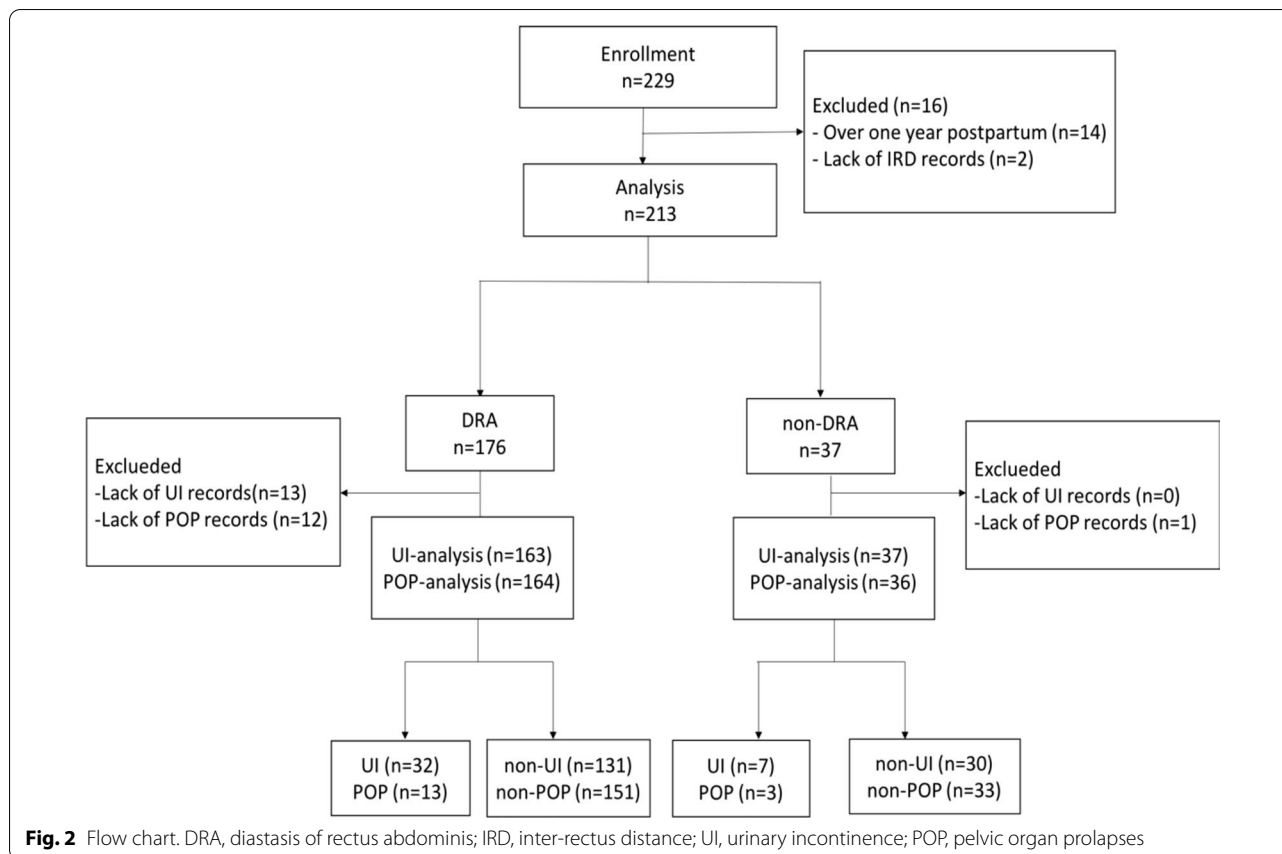 Enrollment
n=229
Excluded (n=16)
- Over one year postpartum (n=14)
- Lack of IRD records (n=2)
Analysis
n=213
DRA
n=176
non-DRA
n=37
Exclueded
-Lack of UI records(n=13)
-Lack of POP records (n=12)
Exclueded
-Lack of UI records (n=0)
-Lack of POP records (n=1)
UI-analysis (n=163)
POP-analysis (n=164)
UI-analysis (n=37)
POP-analysis (n=36)
UI (n=32)
POP (n=13)
non-UI (n=131)
non-POP (n=151)
UI (n=7)
POP (n=3)
non-UI (n=30)
non-POP (n=33)
Fig. 2 Flow chart. DRA, diastasis of rectus abdominis; IRD, inter-rectus distance; UI, urinary incontinence; POP, pelvic organ prolapses